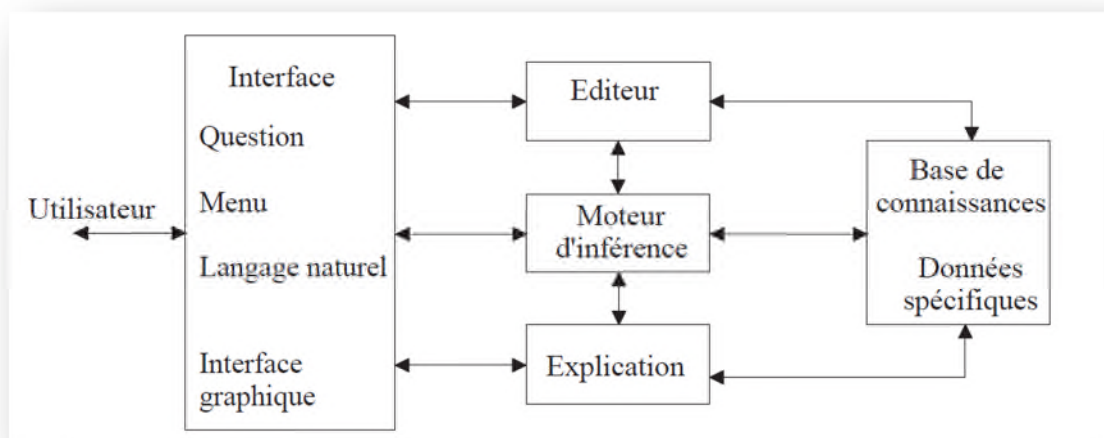 Utilisateur
Interface
Question
Menu
Langage naturel
Interface
graphique
Editeur
Moteur
d'inférence
Explication
Base de
connaissances
Données
spécifiques